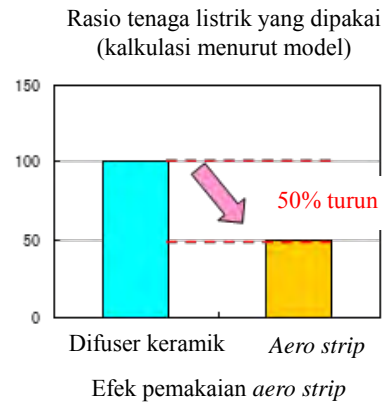 Rasio tenaga listrik yang dipakai
(kalkulasi menurut model)
150
100
50% turun
50
0
Difuser keramik Aero strip
Efek pemakaian aero strip